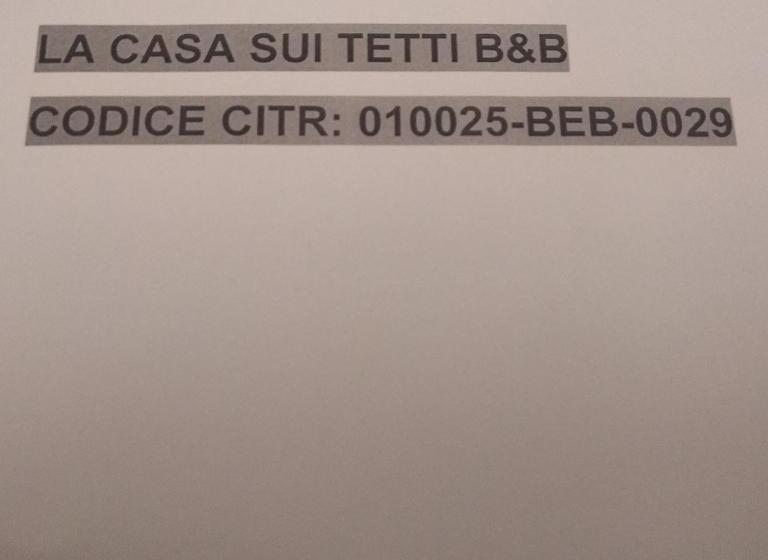 LA CASA SUI TETTI B&B
CODICE CITR: 010025-BEB-0029